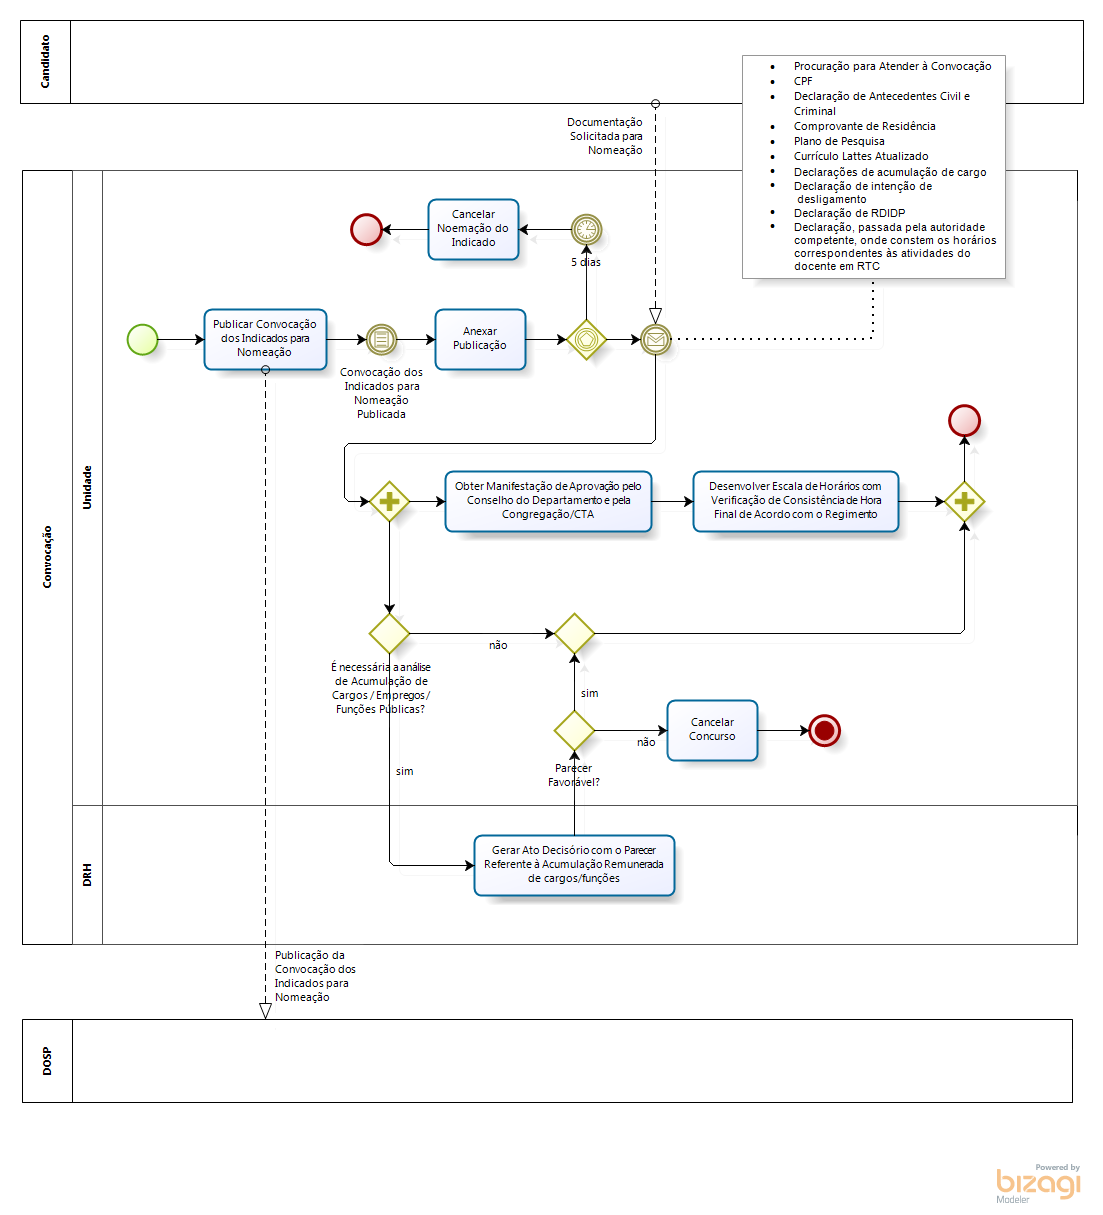 Candidato
Procuração para Atender à Convocação
CPF
Declaração de Antecedentes Civil e
Criminal
Comprovante de Residência
Plano de Pesquisa
Currículo Lattes Atualizado
Declarações de acumulação de cargo
Declaração de intenção de
desligamento
Declaração de RDIDP
Declaração, passada pela autoridade
competente, onde constem os horários
correspondentes às atividades do
docente em RTC
Documentação
Solicitada para
Nomeação
Convocação
Unidade
Cancelar
Noemação do
Indicado
5 dias
Publicar Convocação
dos Indicados para
Nomeação
Convocação dos
Indicados para
Nomeação
Publicada
Anexar
Publicação
Obter Manifestação de Aprovação pelo
Conselho do Departamento e pela
Congregação/CTA
Desenvolver Escala de Horários com
Verificação de Consistência de Hora
Final de Acordo com o Regimento
É necessária a análise
de Acumulação de
Cargos / Empregos/
Funções Públicas?
não
sim
sim
Parecer
Favorável?
não
Cancelar
Concurso
DRH
Gerar Ato Decisório com o Parecer
Referente à Acumulação Remunerada
de cargos/funções
Publicação da
Convocação dos
Indicados para
Nomeação
DOSP
Powered by
bizagi
Modeler